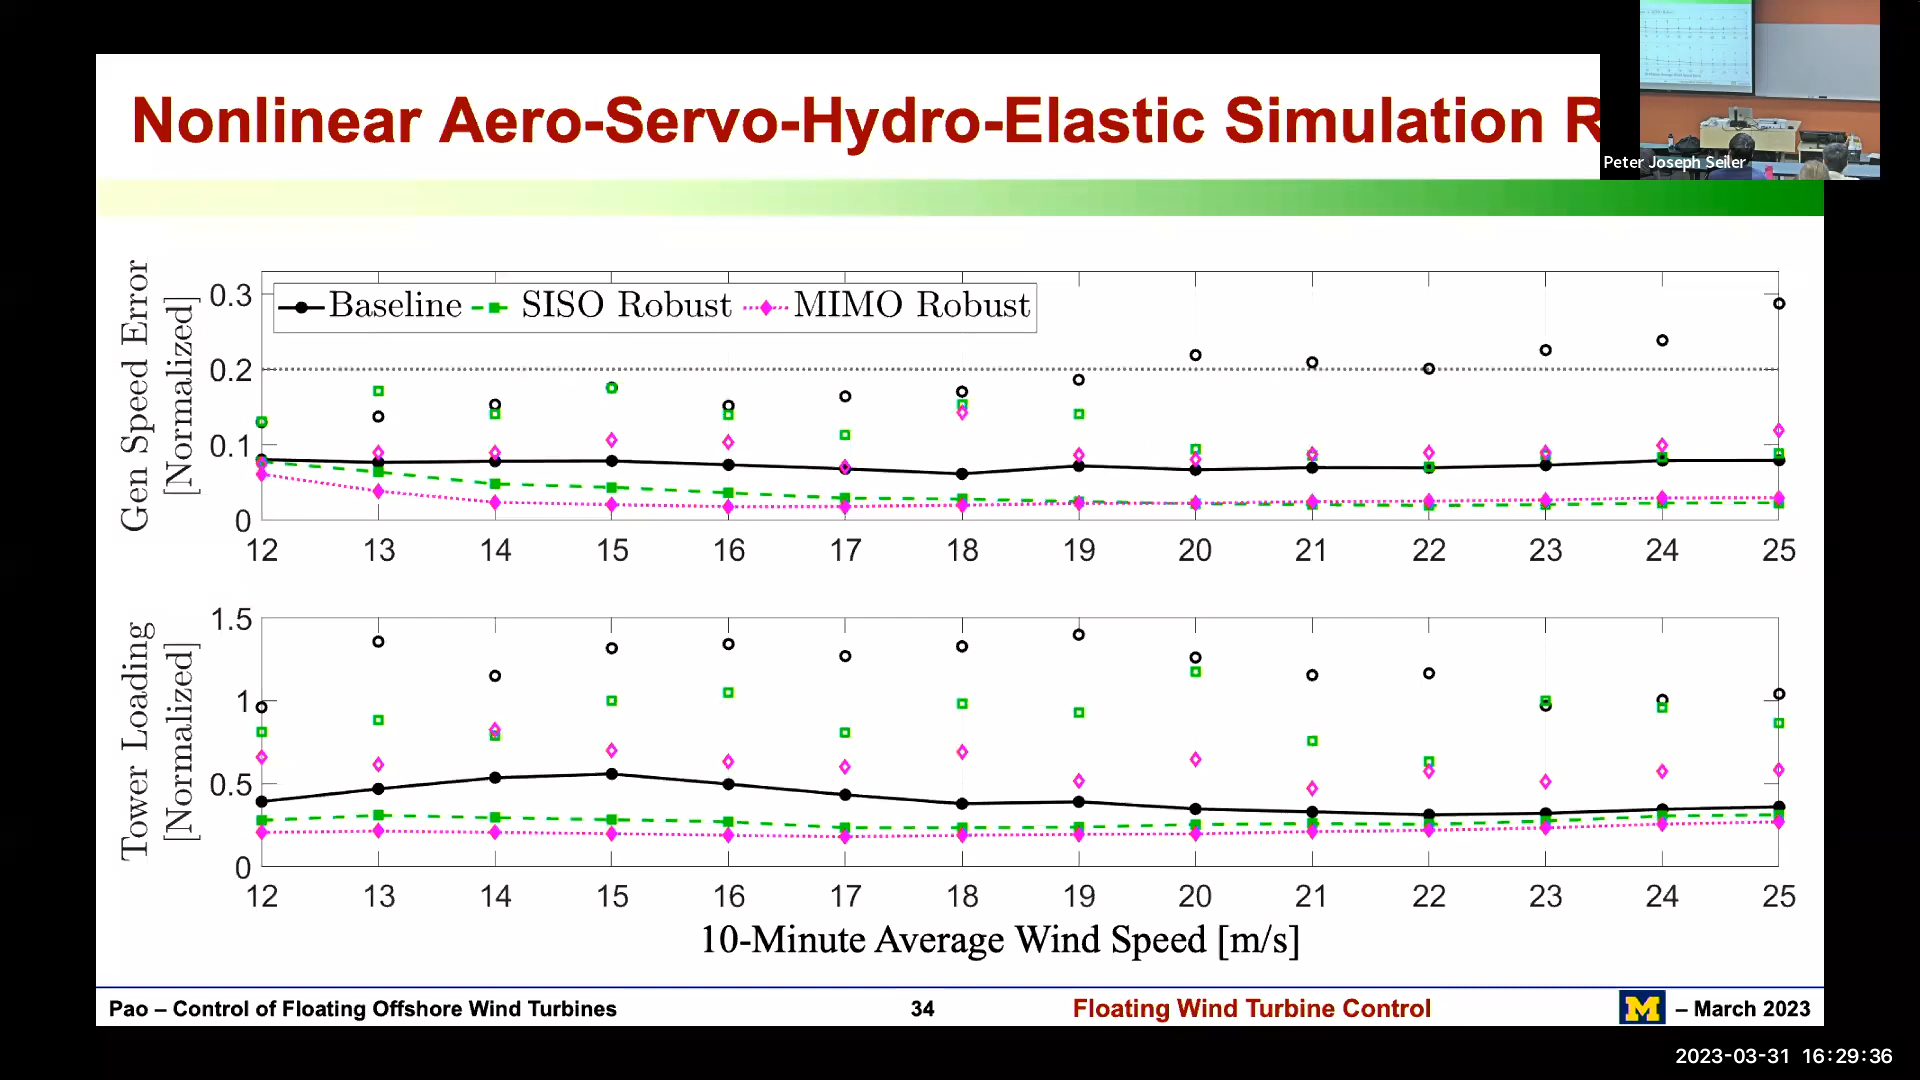 Nonlinear Aero-Servo-Hydro-Elastic Simulation R
Peter Joseph Seiler
Gen Speed Error
[Normalized]
0.3
0.2
0.1
0
Baseline SISO Robust MIMO Robust
12 13 14 15 16 17 18 19 20 21 22 23 24 25
Tower Loading
[Normalized]
1.5
1
0.5
0
12 13 14 15 16 17 18 19 20 21 22 23 24 25
10-Minute Average Wind Speed [m/s]
Pao – Control of Floating Offshore Wind Turbines 34 Floating Wind Turbine Control M – March 2023
2023-03-31 16:29:36